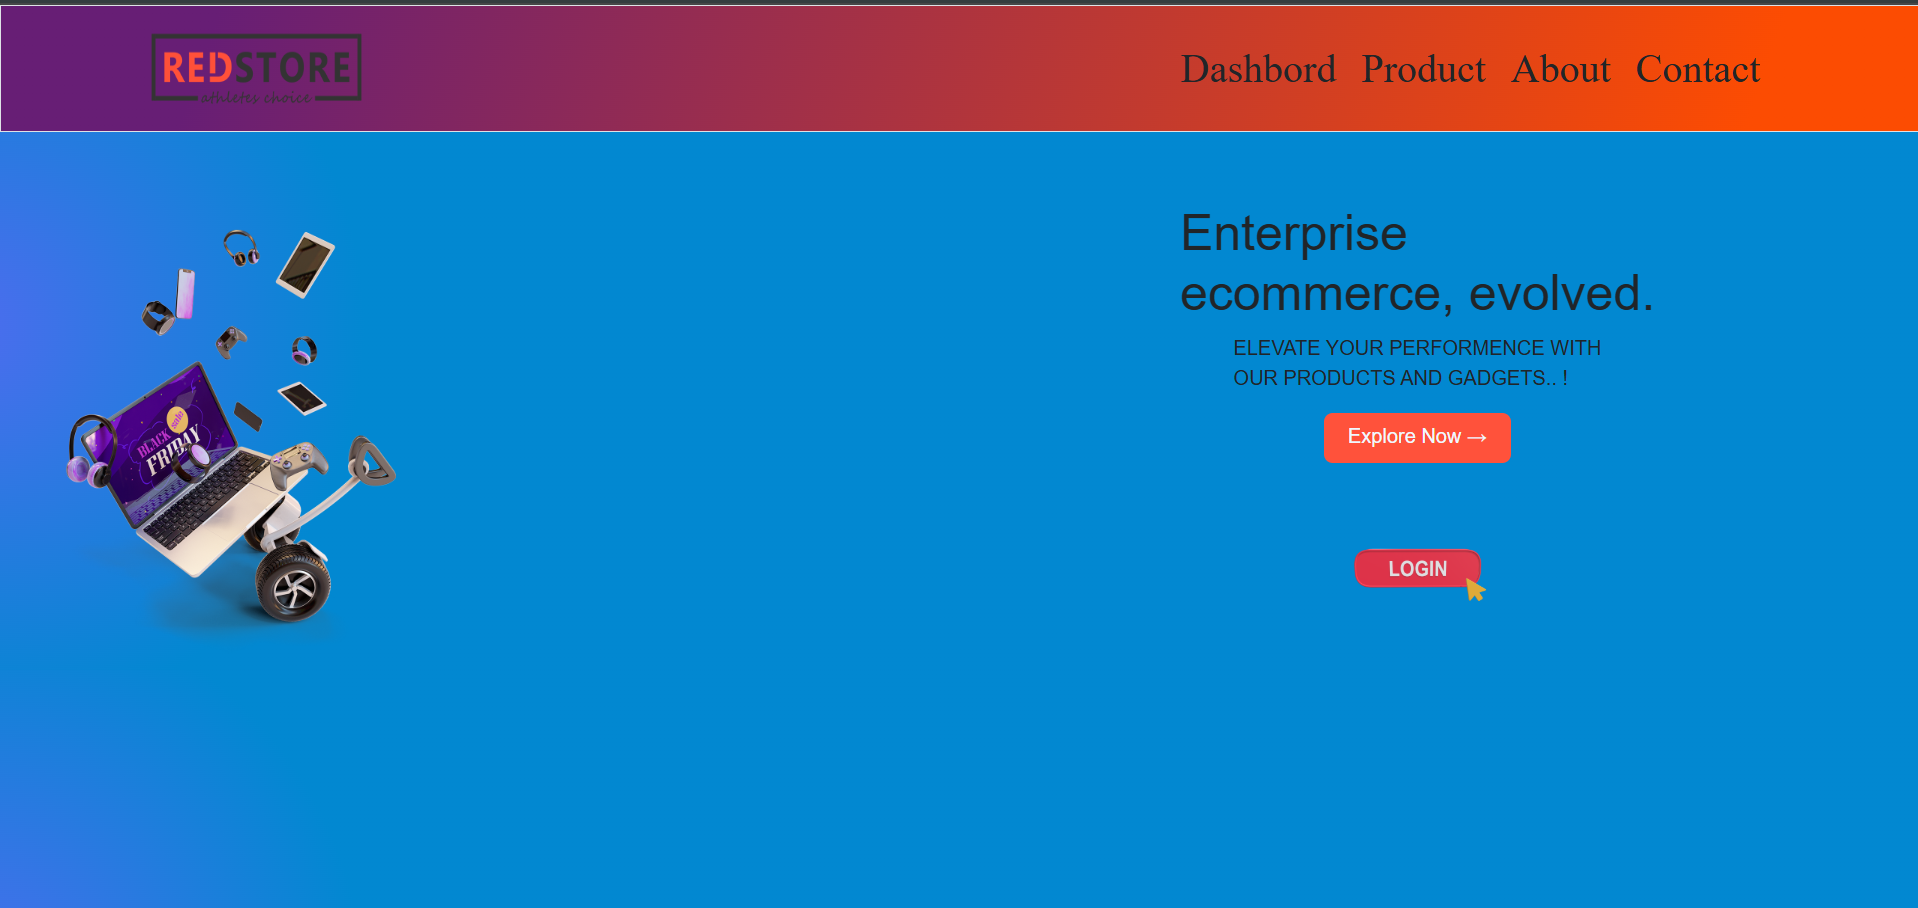 REDSTORE
athletes choice
Dashbord Product About Contact
Enterprise
ecommerce, evolved.
ELEVATE YOUR PERFORMENCE WITH
OUR PRODUCTS AND GADGETS.. !
Explore Now →
sale
BLACK
FRIDAY
LOGIN